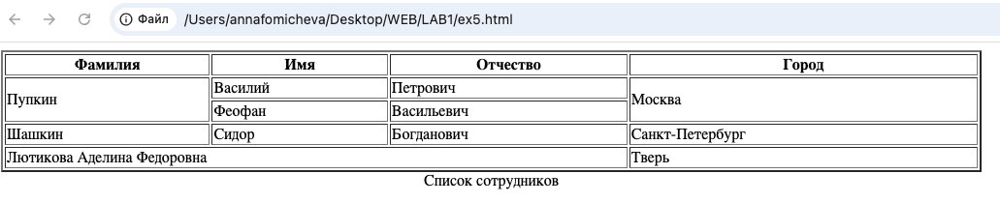 Файл /Users/annafomicheva/Desktop/WEB/LAB1/ex5.html
Фамилия Имя Отчество Город
Пупкин Василий Петрович Москва
Феофан Васильевич
Шашкин Сидор Богданович Санкт-Петербург
Лютикова Аделина Федоровна Тверь
Список сотрудников